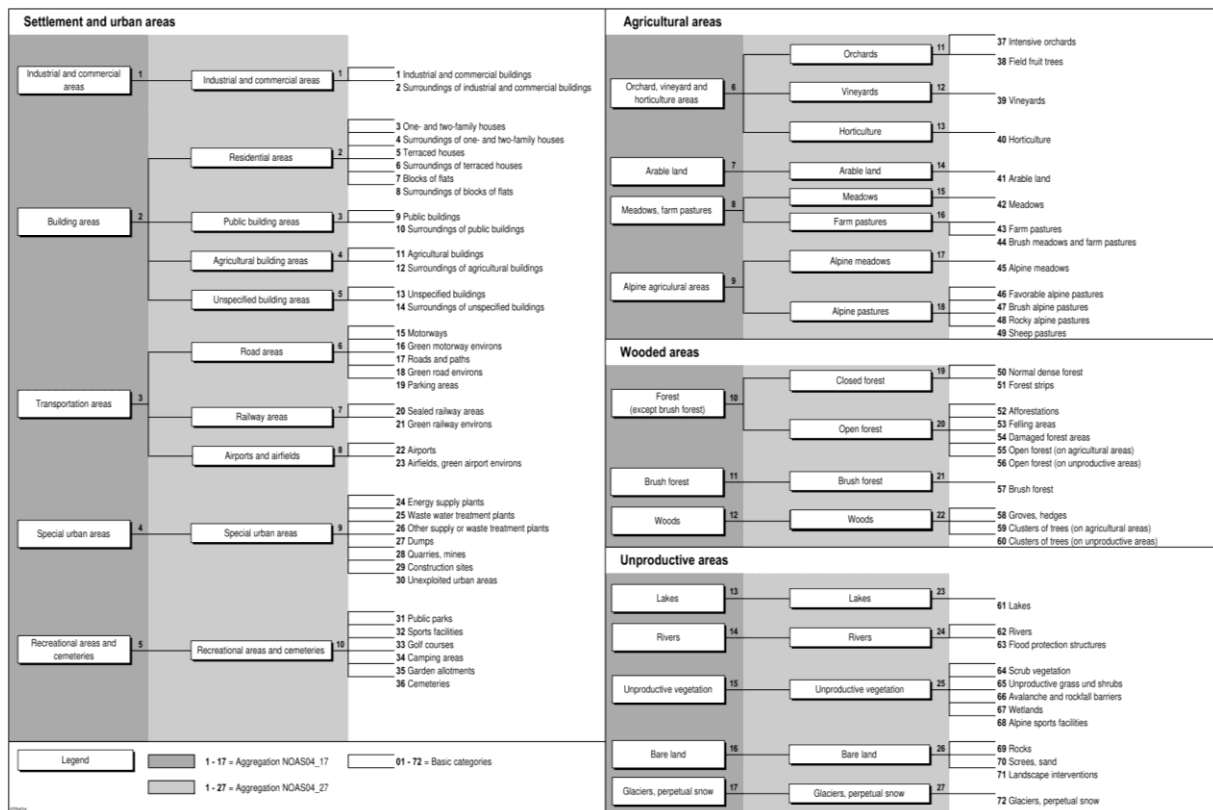 Settlement and urban areas
Industrial and commercial
areas
1
Industrial and commercial areas
1
1 Industrial and commercial buildings
2 Surroundings of industrial and commercial buildings
Building areas
2
Residential areas
2
3 One- and two-family houses
4 Surroundings of one- and two-family houses
5 Terraced houses
6 Surroundings of terraced houses
7 Blocks of flats
8 Surroundings of blocks of flats
Public building areas
3
9 Public buildings
10 Surroundings of public buildings
Agricultural building areas
4
11 Agricultural buildings
12 Surroundings of agricultural buildings
Unspecified building areas
5
13 Unspecified buildings
14 Surroundings of unspecified buildings
Transportation areas
3
Road areas
6
15 Motorways
16 Green motorway environs
17 Roads and paths
18 Green road environs
19 Parking areas
Railway areas
7
20 Sealed railway areas
21 Green railway environs
Airports and airfields
8
22 Airports
23 Airfields, green airport environs
Special urban areas
4
Special urban areas
9
24 Energy supply plants
25 Waste water treatment plants
26 Other supply or waste treatment plants
27 Dumps
28 Quarries, mines
29 Construction sites
30 Unexploited urban areas
Recreational areas and
cemeteries
5
Recreational areas and cemeteries
10
31 Public parks
32 Sports facilities
33 Golf courses
34 Camping areas
35 Garden allotments
36 Cemeteries
Legend
1 - 17 = Aggregation NOAS04_17
1 - 27 = Aggregation NOAS04_27
01 - 72 = Basic categories
Agricultural areas
Orchard, vineyard and
horticulture areas
6
Orchards
11
37 Intensive orchards
38 Field fruit trees
Vineyards
12
39 Vineyards
Horticulture
13
40 Horticulture
Arable land
7
Arable land
14
41 Arable land
Meadows, farm pastures
8
Meadows
15
42 Meadows
Farm pastures
16
43 Farm pastures
44 Brush meadows and farm pastures
Alpine agricultural areas
9
Alpine meadows
17
45 Alpine meadows
Alpine pastures
18
46 Favorable alpine pastures
47 Brush alpine pastures
48 Rocky alpine pastures
49 Sheep pastures
Wooded areas
Forest
(except brush forest)
10
Closed forest
19
50 Normal dense forest
51 Forest strips
Open forest
20
52 Afforestations
53 Felling areas
54 Damaged forest areas
55 Open forest (on agricultural areas)
56 Open forest (on unproductive areas)
Brush forest
11
Brush forest
21
57 Brush forest
Woods
12
Woods
22
58 Groves, hedges
59 Clusters of trees (on agricultural areas)
60 Clusters of trees (on unproductive areas)
Unproductive areas
Lakes
13
Lakes
23
61 Lakes
Rivers
14
Rivers
24
62 Rivers
63 Flood protection structures
Unproductive vegetation
15
Unproductive vegetation
25
64 Scrub vegetation
65 Unproductive grass und shrubs
66 Avalanche and rockfall barriers
67 Wetlands
68 Alpine sports facilities
Bare land
16
Bare land
26
69 Rocks
70 Screes, sand
71 Landscape interventions
Glaciers, perpetual snow
17
Glaciers, perpetual snow
27
72 Glaciers, perpetual snow